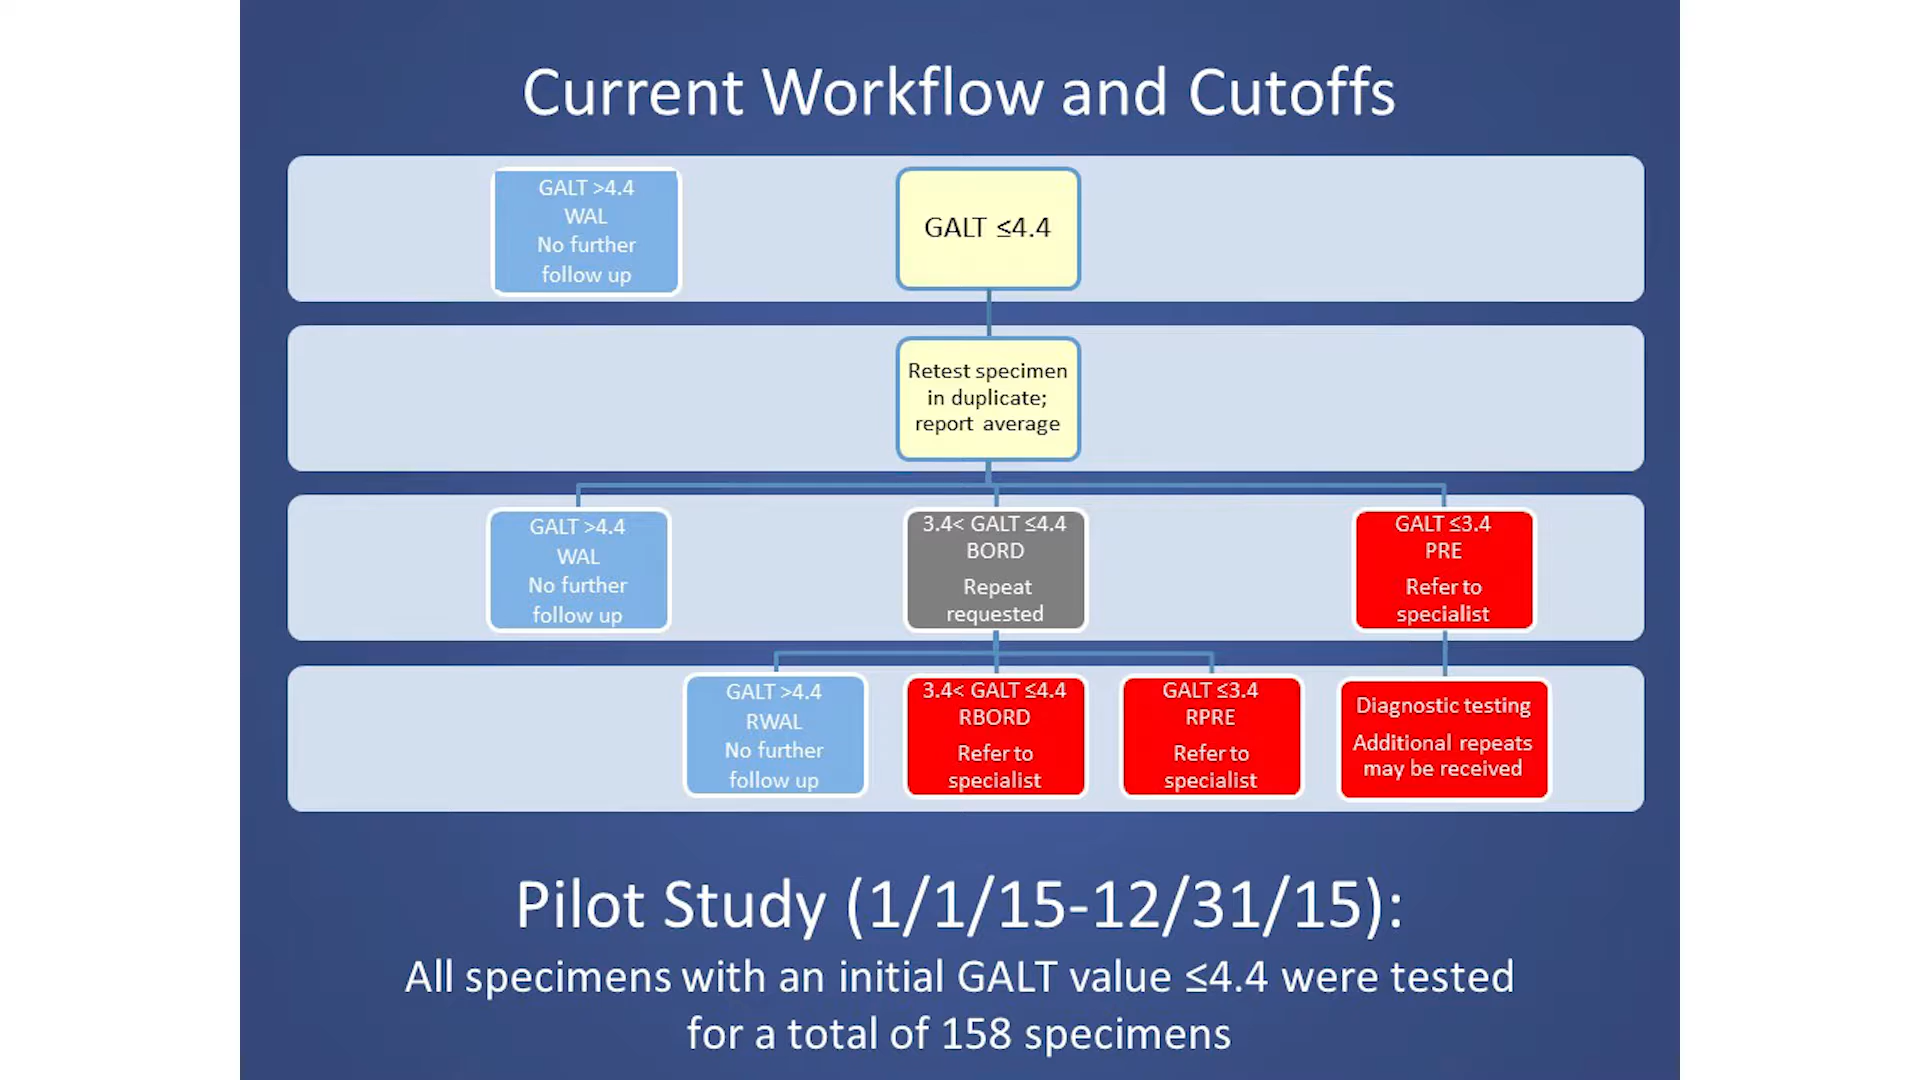 Current Workflow and Cutoffs
GALT >4.4
WAL
No further
follow up
GALT ≤4.4
Retest specimen
in duplicate;
report average
GALT >4.4
WAL
No further
follow up
3.4< GALT ≤4.4
BORD
Repeat
requested
GALT ≤3.4
PRE
Refer to
specialist
GALT >4.4
RWAL
No further
follow up
3.4< GALT ≤4.4
RBORD
Refer to
specialist
GALT ≤3.4
RPRE
Refer to
specialist
Diagnostic testing
Additional repeats
may be received
Pilot Study (1/1/15-12/31/15):
All specimens with an initial GALT value ≤4.4 were tested
for a total of 158 specimens